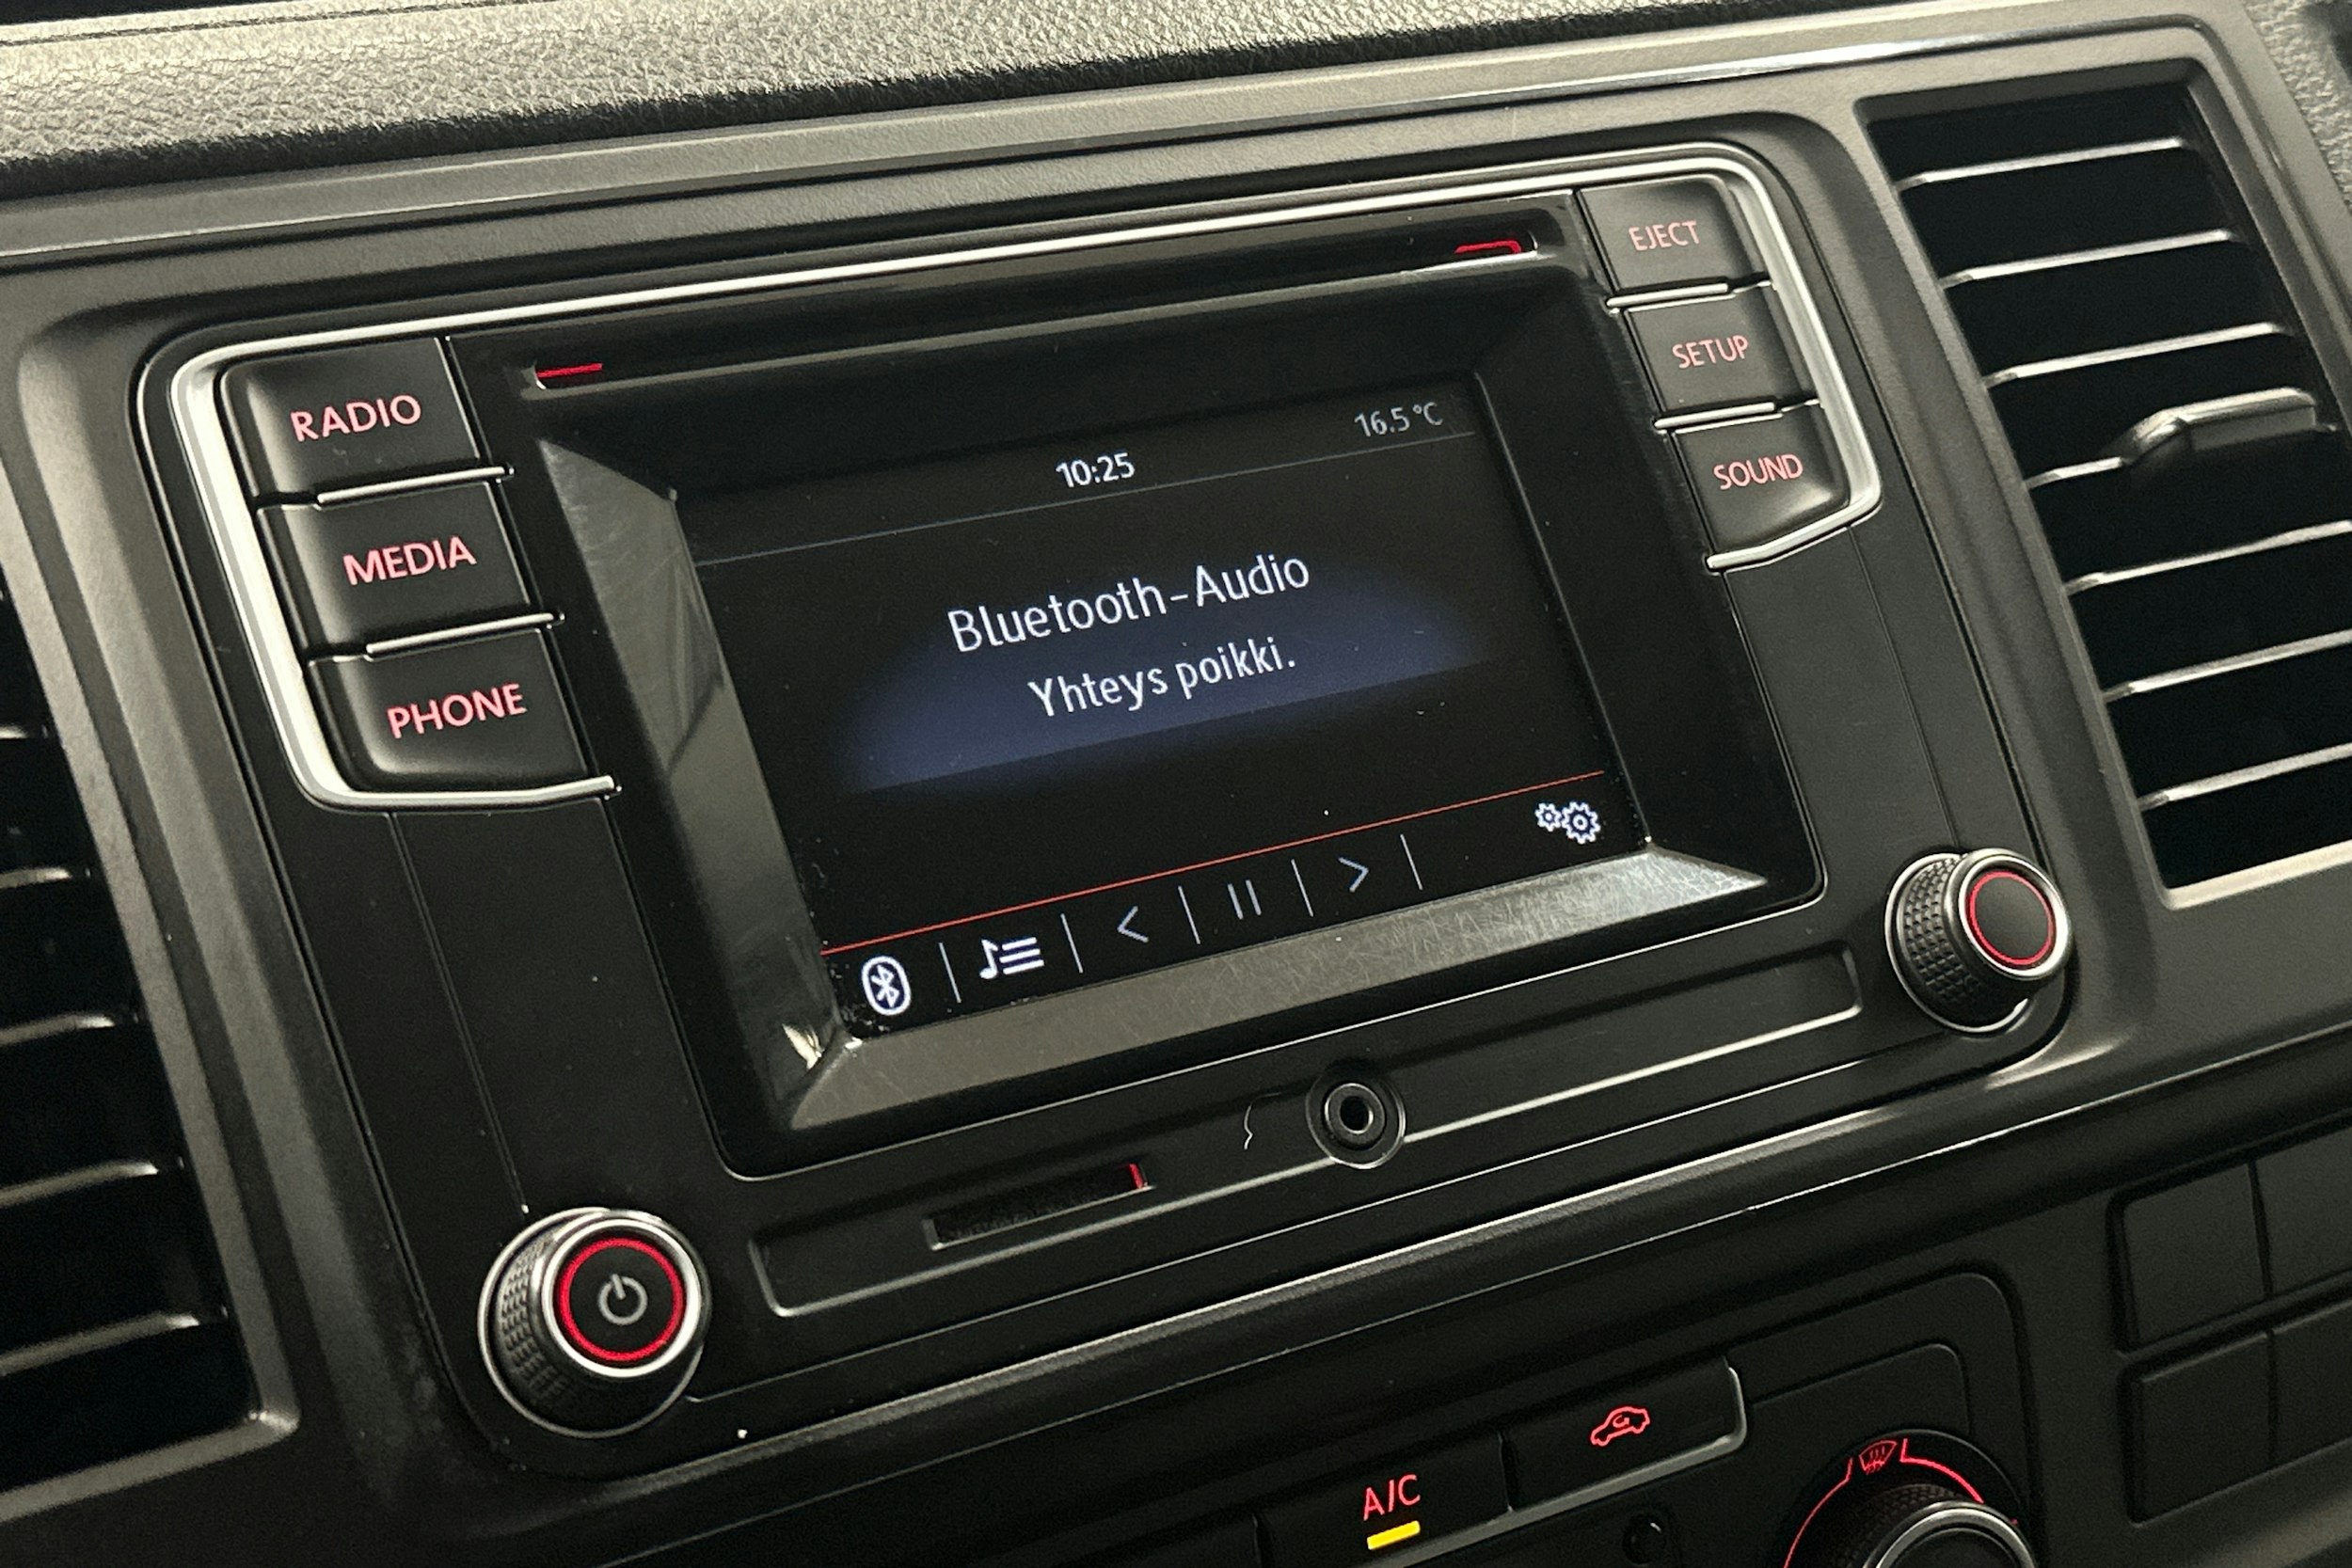 RADIO
MEDIA
PHONE
EJECT
SETUP
SOUND
16.5 °C
10:25
Bluetooth-Audio
Yhteys poikki.
A/C